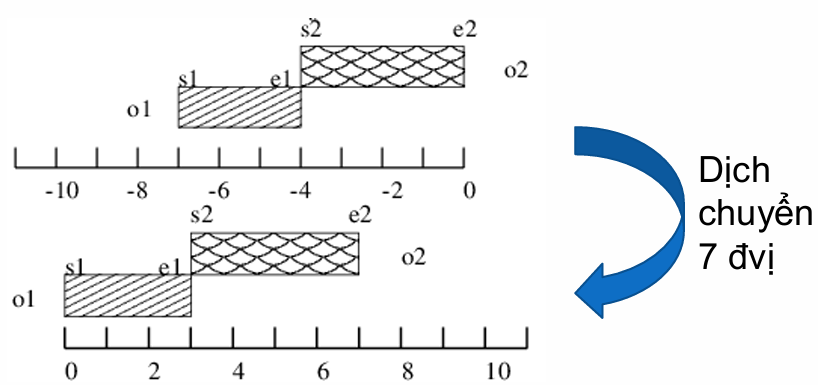 s2 e2
o2
s1 e1
o1
-10 -8 -6 -4 -2 0
Dịch
chuyển
7 đvị
s2 e2
o2
s1 e1
o1
0 2 4 6 8 10